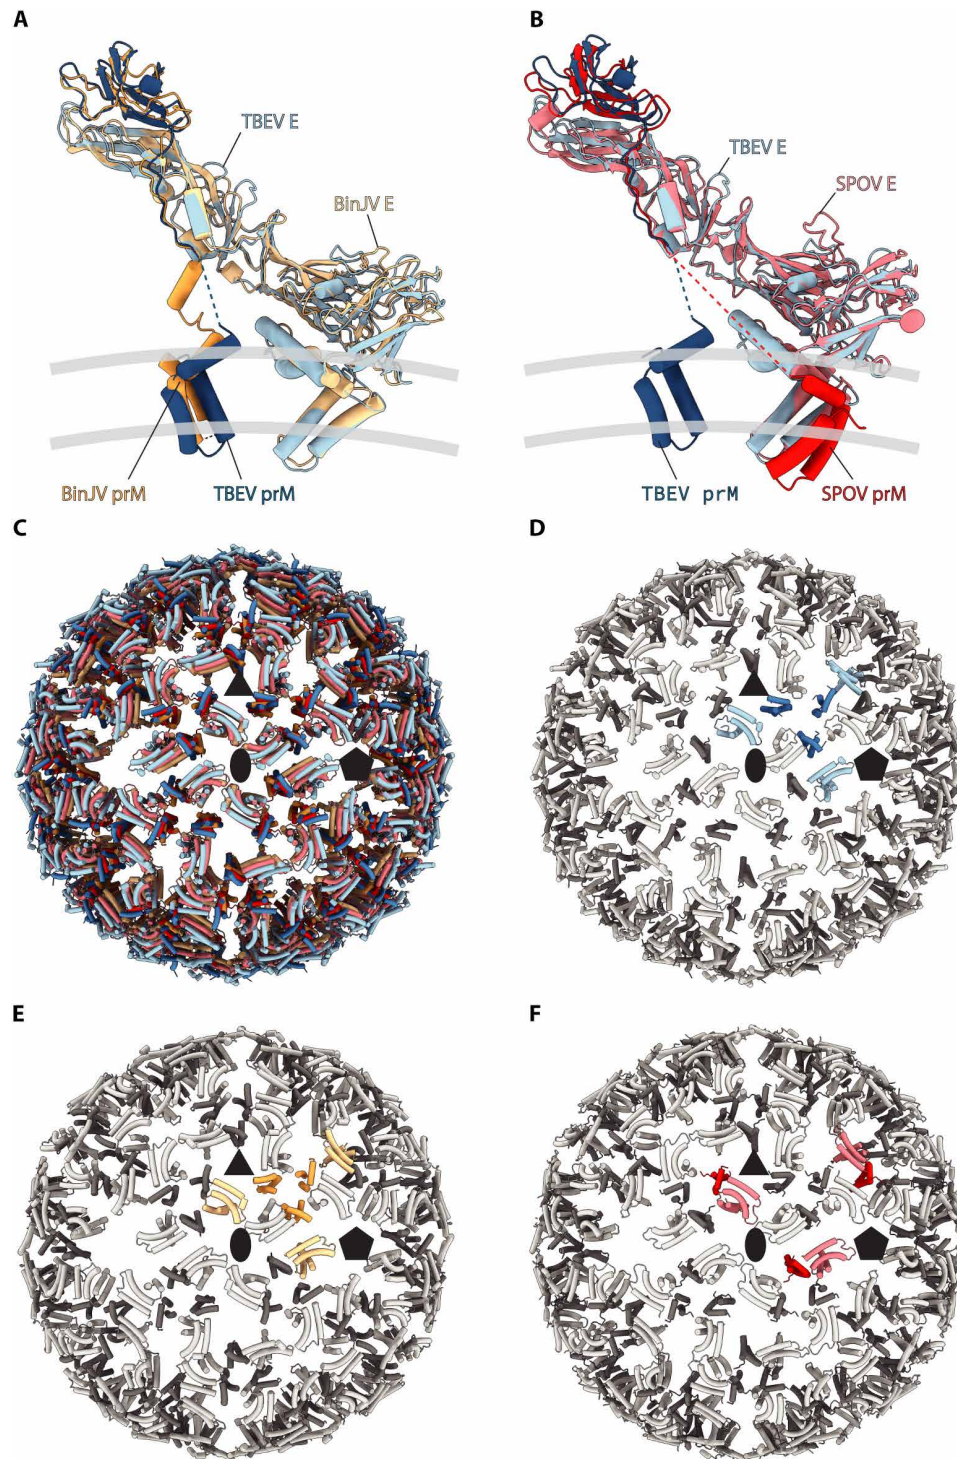 A
B
TBEV E
TBEV E
SPOV E
BinJV E
BinJV prM
TBEV prM
TBEV prM
SPOV prM
C
D
E
F